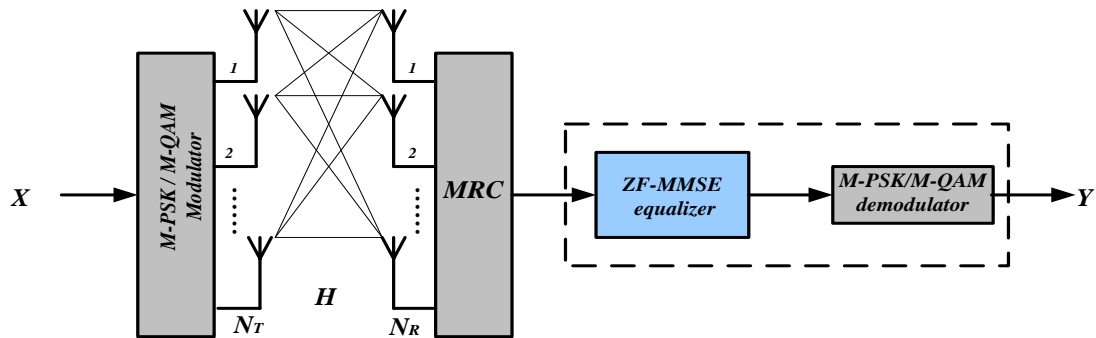 X
M-PSK / M-QAM
Modulator
1
2
N_T
H
1
2
N_R
MRC
ZF-MMSE
equalizer
M-PSK/M-QAM
demodulator
Y